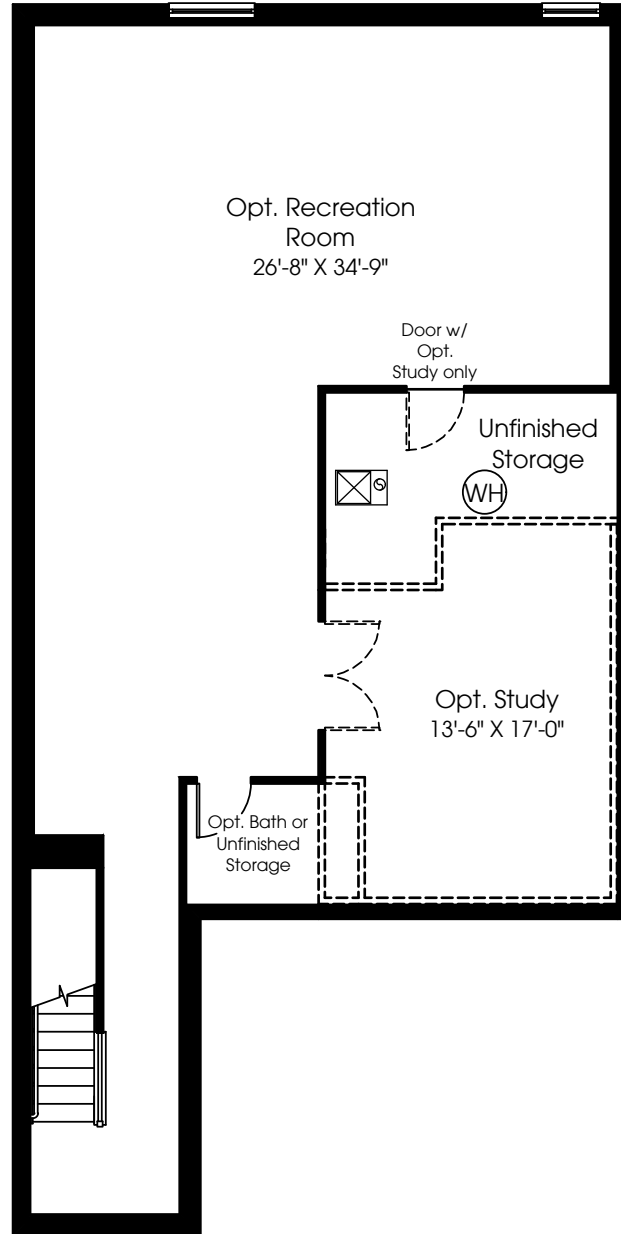 Opt. Recreation
Room
26'-8" X 34'-9"
Door w/
Opt.
Study only
Unfinished
Storage
WH
Opt. Study
13'-6" X 17'-0"
Opt. Bath or
Unfinished
Storage